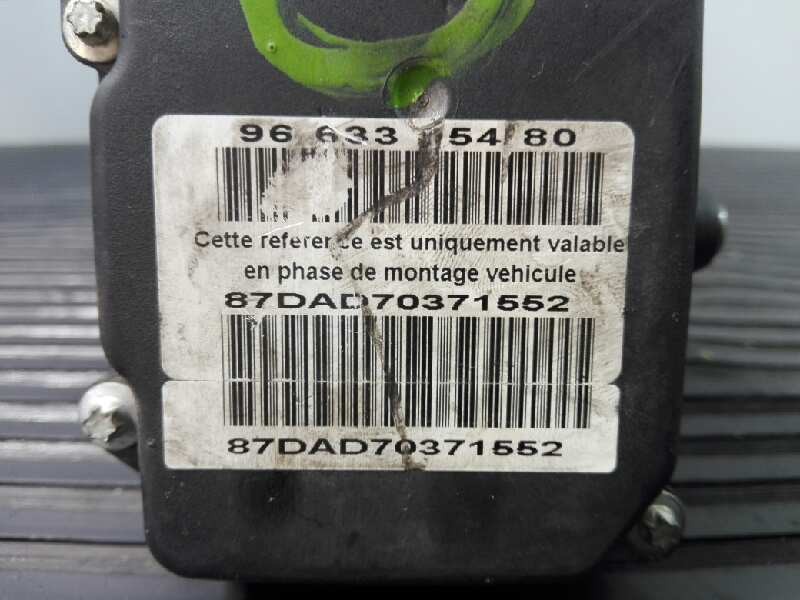 96 633 54 80
Cette reference est uniquement valable
en phase de montage vehicule
87DAD70371552
87DAD70371552